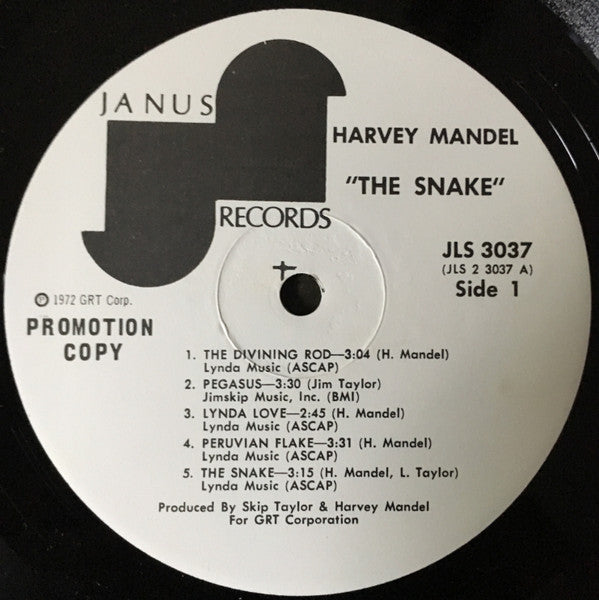 JANUS
RECORDS
HARVEY MANDEL
"THE SNAKE"
JLS 3037
(JLS 2 3037 A)
Side 1
℗ 1972 GRT Corp.
PROMOTION
COPY
1. THE DIVINING ROD—3:04 (H. Mandel)
Lynda Music (ASCAP)
2. PEGASUS—3:30 (Jim Taylor)
Jimskip Music, Inc. (BMI)
3. LYNDA LOVE—2:45 (H. Mandel)
Lynda Music (ASCAP)
4. PERUVIAN FLAKE—3:31 (H. Mandel)
Lynda Music (ASCAP)
5. THE SNAKE—3:15 (H. Mandel, L. Taylor)
Lynda Music (ASCAP)
Produced By Skip Taylor & Harvey Mandel
For GRT Corporation